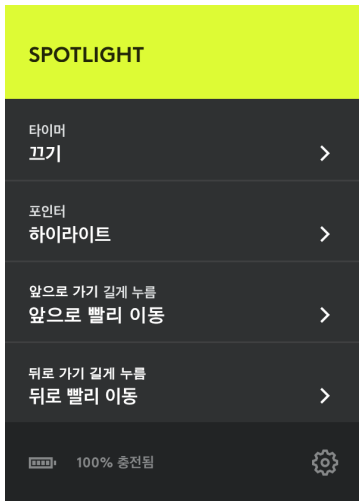 SPOTLIGHT
타이머
끄기
포인터
하이라이트
앞으로 가기 길게 누름
앞으로 빨리 이동
뒤로 가기 길게 누름
뒤로 빨리 이동
100% 충전됨